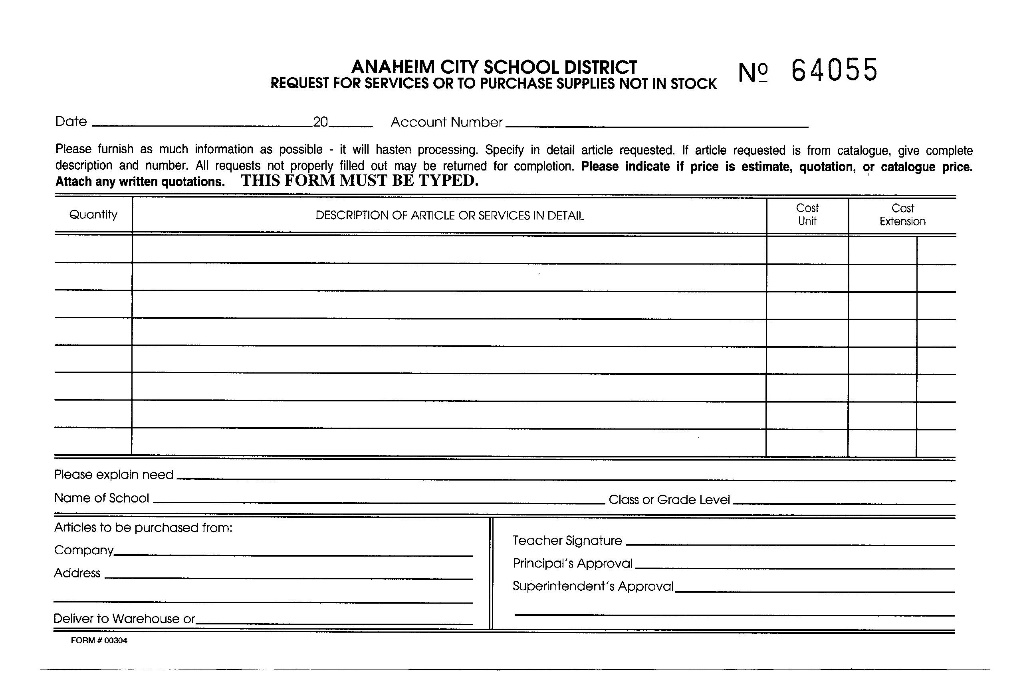 ANAHEIM CITY SCHOOL DISTRICT
REQUEST FOR SERVICES OR TO PURCHASE SUPPLIES NOT IN STOCK
Nº 64055
Date 20 Account Number
Please furnish as much information as possible - it will hasten processing. Specify in detail article requested. If article requested is from catalogue, give complete
description and number. All requests not properly filled out may be returned for completion. Please indicate if price is estimate, quotation, or catalogue price.
Attach any written quotations. THIS FORM MUST BE TYPED.
Quantity DESCRIPTION OF ARTICLE OR SERVICES IN DETAIL Cost Unit Cost Extension
Please explain need
Name of School Class or Grade Level
Articles to be purchased from:
Company
Address
Deliver to Warehouse or
Teacher Signature
Principal's Approval
Superintendent's Approval
FORM # 00304